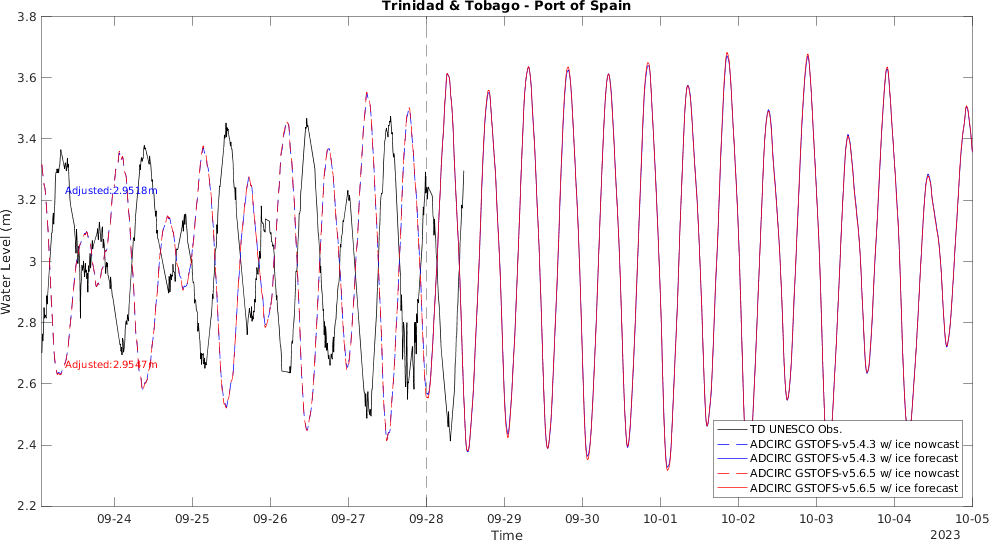 Trinidad & Tobago - Port of Spain
3.8
3.6
3.4
3.2
3
2.8
2.6
2.4
2.2
Water Level (m)
Adjusted:2.9518m
Adjusted:2.9547m
TD UNESCO Obs.
ADCIRC GSTOFS-v5.4.3 w/ ice nowcast
ADCIRC GSTOFS-v5.4.3 w/ ice forecast
ADCIRC GSTOFS-v5.6.5 w/ ice nowcast
ADCIRC GSTOFS-v5.6.5 w/ ice forecast
09-24 09-25 09-26 09-27 09-28 09-29 09-30 10-01 10-02 10-03 10-04 10-05
Time
2023